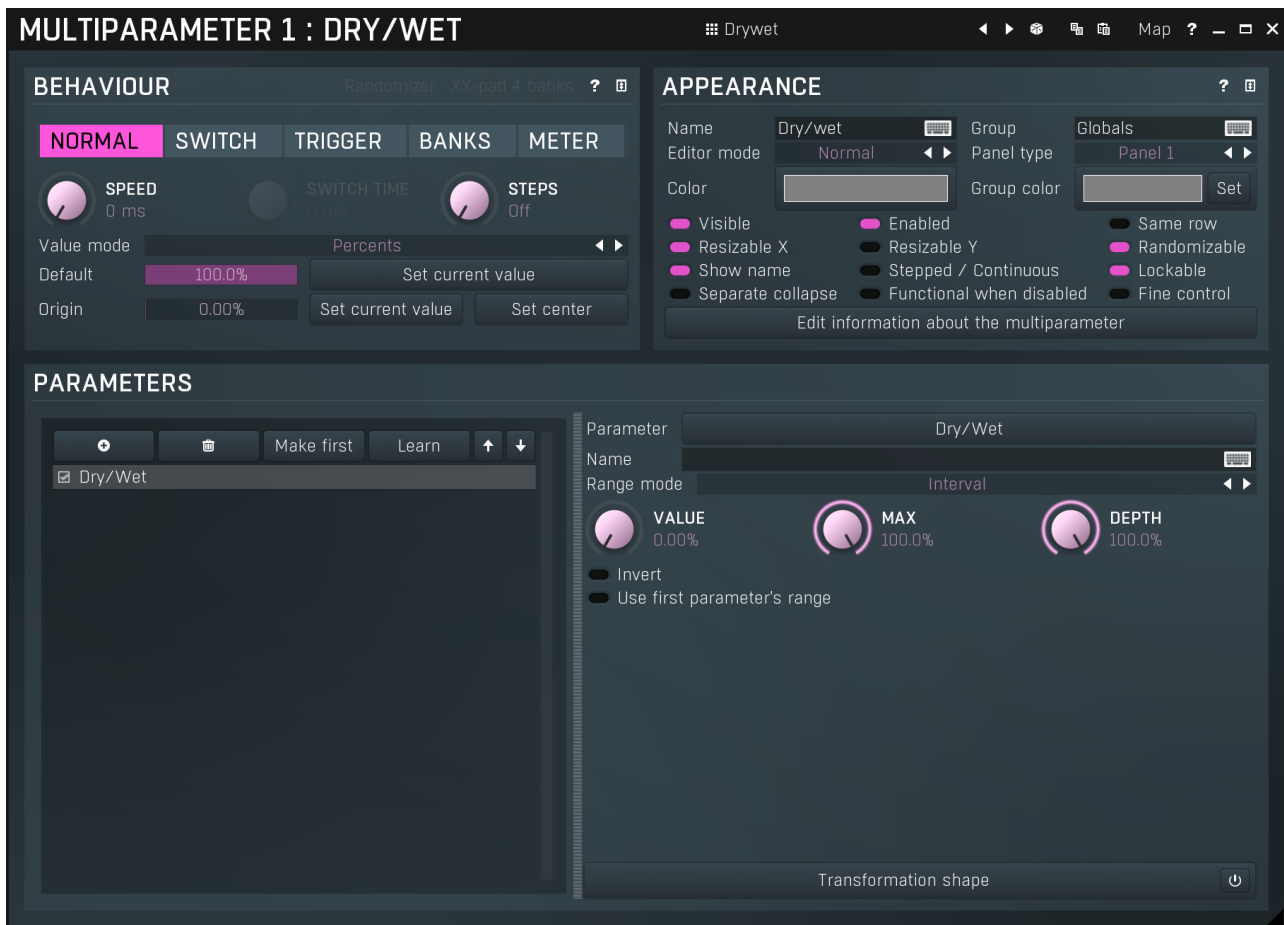 MULTIPARAMETER 1 : DRY/WET
Drywet
Map ?
BEHAVIOUR
Randomizer XY-pad 4 banks ?
NORMAL SWITCH TRIGGER BANKS METER
SPEED
0 ms
SWITCH TIME
STEPS
Off
Value mode Percents
Default 100.0% Set current value
Origin 0.00% Set current value Set center
APPEARANCE ?
Name Dry/wet Group Globals
Editor mode Normal Panel type Panel 1
Color Group color Set
Visible Enabled Same row
Resizable X Resizable Y Randomizable
Show name Stepped / Continuous Lockable
Separate collapse Functional when disabled Fine control
Edit information about the multiparameter
PARAMETERS
Make first Learn
Dry/Wet
Parameter Dry/Wet
Name
Range mode Interval
VALUE
0.00%
MAX
100.0%
DEPTH
100.0%
Invert
Use first parameter's range
Transformation shape